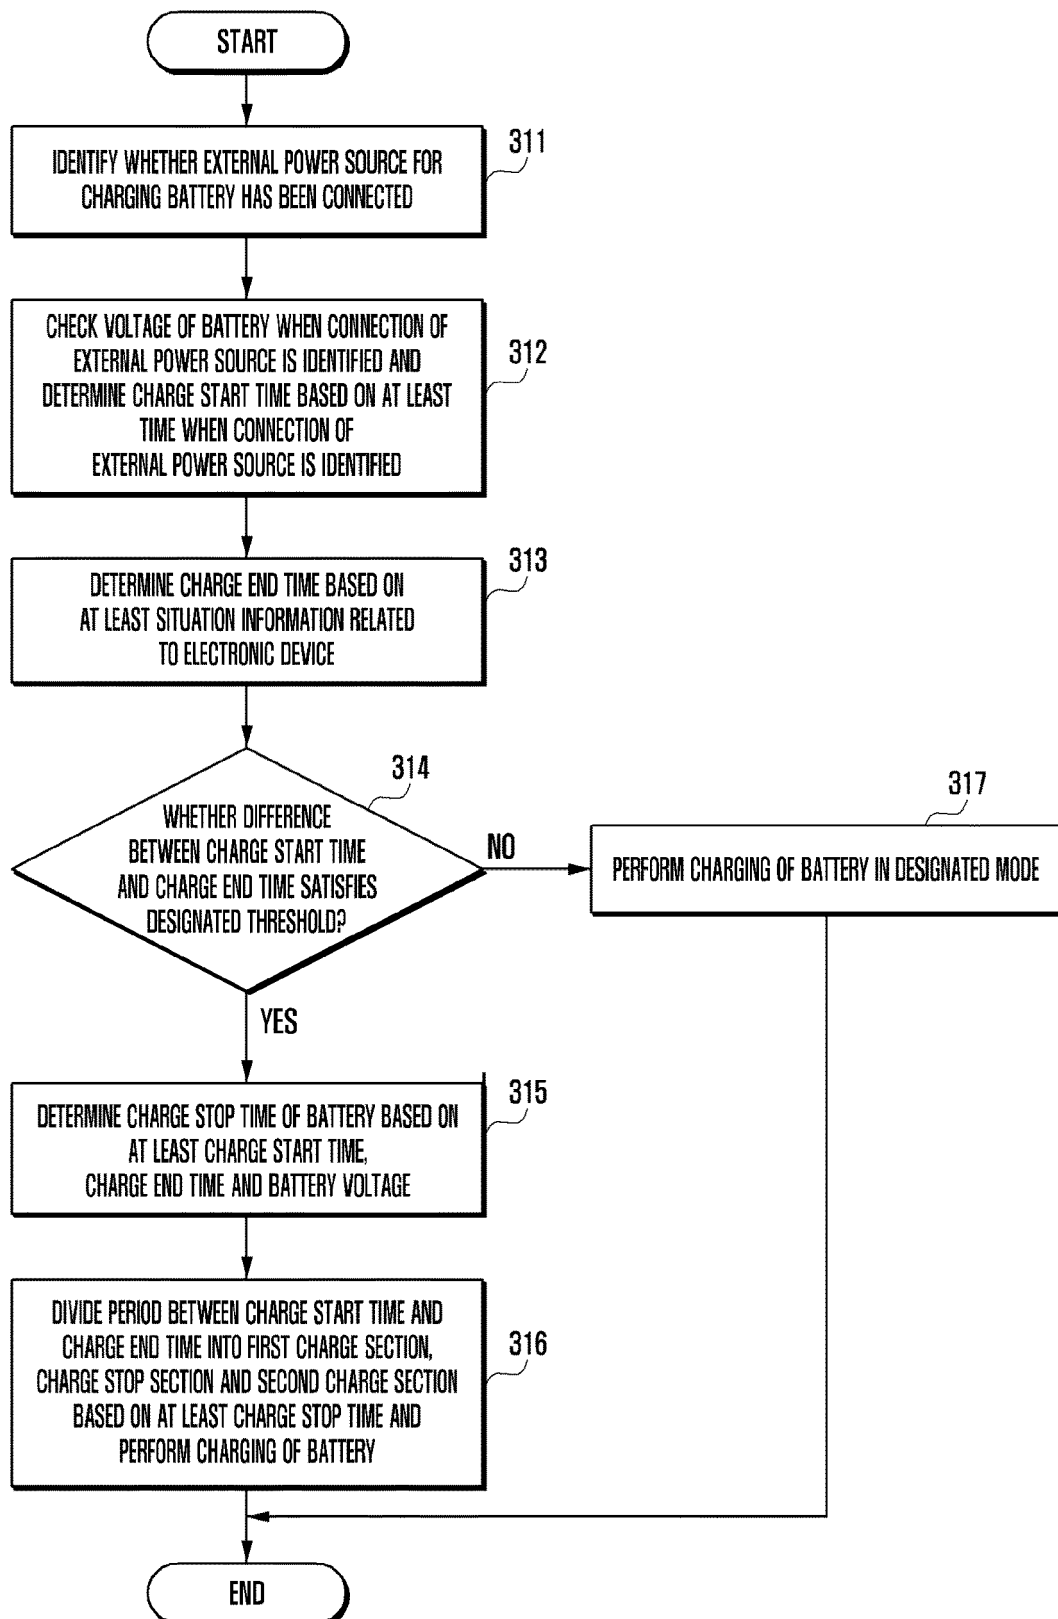 START
311
IDENTIFY WHETHER EXTERNAL POWER SOURCE FOR
CHARGING BATTERY HAS BEEN CONNECTED
312
CHECK VOLTAGE OF BATTERY WHEN CONNECTION OF
EXTERNAL POWER SOURCE IS IDENTIFIED AND
DETERMINE CHARGE START TIME BASED ON AT LEAST
TIME WHEN CONNECTION OF
EXTERNAL POWER SOURCE IS IDENTIFIED
313
DETERMINE CHARGE END TIME BASED ON
AT LEAST SITUATION INFORMATION RELATED
TO ELECTRONIC DEVICE
314
WHETHER DIFFERENCE
BETWEEN CHARGE START TIME
AND CHARGE END TIME SATISFIES
DESIGNATED THRESHOLD?
NO
317
PERFORM CHARGING OF BATTERY IN DESIGNATED MODE
YES
315
DETERMINE CHARGE STOP TIME OF BATTERY BASED ON
AT LEAST CHARGE START TIME,
CHARGE END TIME AND BATTERY VOLTAGE
316
DIVIDE PERIOD BETWEEN CHARGE START TIME AND
CHARGE END TIME INTO FIRST CHARGE SECTION,
CHARGE STOP SECTION AND SECOND CHARGE SECTION
BASED ON AT LEAST CHARGE STOP TIME AND
PERFORM CHARGING OF BATTERY
END